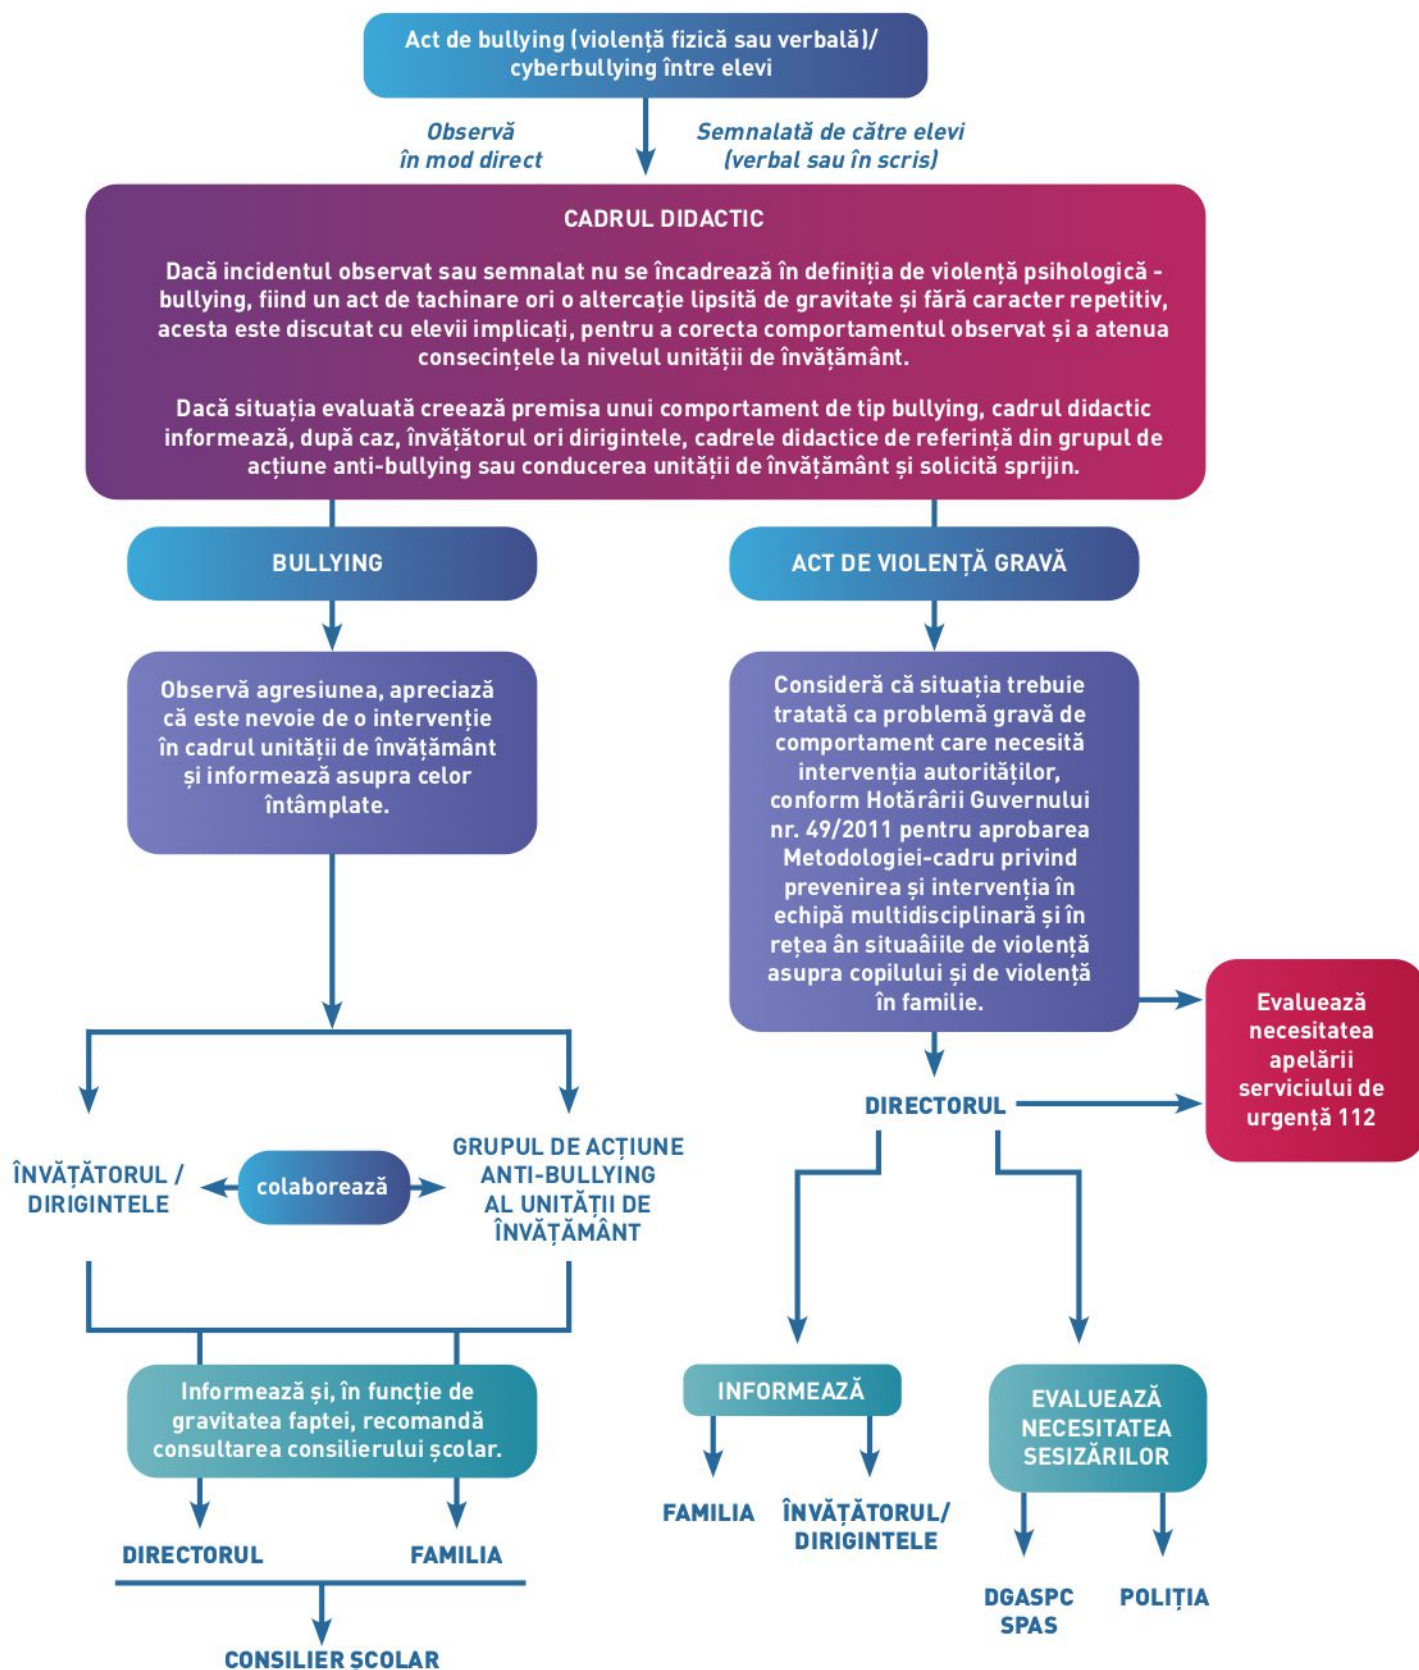 Act de bullying (violență fizică sau verbală)/
cyberbullying între elevi
Observă
în mod direct
Semnalată de către elevi
(verbal sau în scris)
CADRUL DIDACTIC
Dacă incidentul observat sau semnalat nu se încadrează în definiția de violență psihologică -
bullying, fiind un act de tachinare ori o altercație lipsită de gravitate și fără caracter repetitiv,
acesta este discutat cu elevii implicați, pentru a corecta comportamentul observat și a atenua
consecințele la nivelul unității de învățământ.
Dacă situația evaluată creează premisa unui comportament de tip bullying, cadrul didactic
informează, după caz, învățătorul ori dirigintele, cadrele didactice de referință din grupul de
acțiune anti-bullying sau conducerea unității de învățământ și solicită sprijin.
BULLYING
Observă agresiunea, apreciază
că este nevoie de o intervenție
în cadrul unității de învățământ
și informează asupra celor
întâmplate.
ÎNVĂȚĂTORUL /
DIRIGINTELE
colaborează
GRUPUL DE ACȚIUNE
ANTI-BULLYING
AL UNITĂȚII DE
ÎNVĂȚĂMÂNT
Informează și, în funcție de
gravitatea faptei, recomandă
consultarea consilierului școlar.
DIRECTORUL
FAMILIA
CONSILIER ȘCOLAR
ACT DE VIOLENȚĂ GRAVĂ
Consideră că situația trebuie
tratată ca problemă gravă de
comportament care necesită
intervenția autorităților,
conform Hotărârii Guvernului
nr. 49/2011 pentru aprobarea
Metodologiei-cadru privind
prevenirea și intervenția în
echipă multidisciplinară și în
rețea ân situaâiile de violență
asupra copilului și de violență
în familie.
Evaluează
necesitatea
apelării
serviciului de
urgență 112
DIRECTORUL
INFORMEAZĂ
FAMILIA
ÎNVĂȚĂTORUL/
DIRIGINTELE
EVALUEAZĂ
NECESITATEA
SESIZĂRILOR
DGASPC
SPAS
POLIȚIA